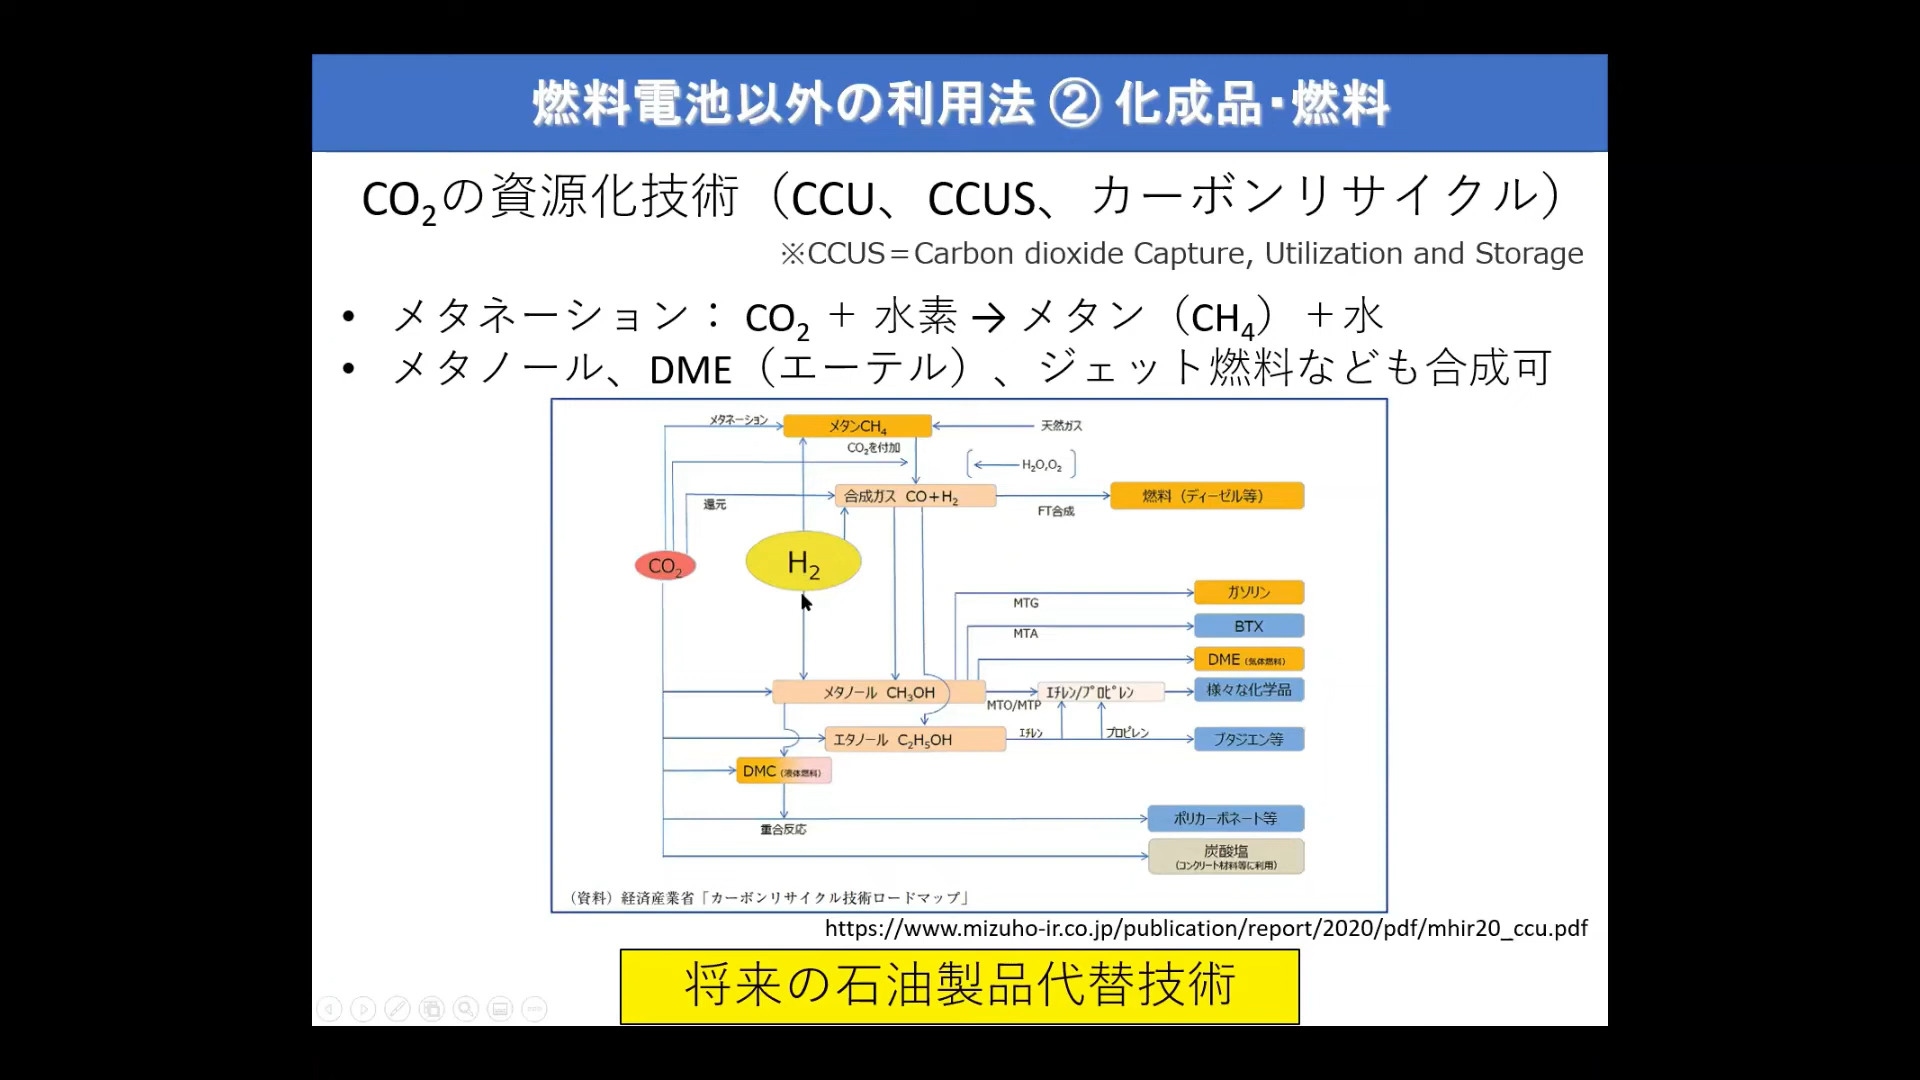 燃料電池以外の利用法 ② 化成品・燃料
CO₂の資源化技術（CCU、CCUS、カーボンリサイクル）
※CCUS＝Carbon dioxide Capture, Utilization and Storage
• メタネーション： CO₂ ＋ 水素 → メタン（CH₄）＋水
• メタノール、DME（エーテル）、ジェット燃料なども合成可
メタネーション
メタンCH₄
天然ガス
CO₂を付加
H₂O,O₂
還元
合成ガス CO＋H₂
FT合成
燃料（ディーゼル等）
CO₂
H₂
MTG
ガソリン
MTA
BTX
DME（気体燃料）
メタノール CH₃OH
MTO/MTP
エチレン/プロピレン
様々な化学品
エタノール C₂H₅OH
エチレン
プロピレン
ブタジエン等
DMC（液体燃料）
重合反応
ポリカーボネート等
炭酸塩
（コンクリート材料等に利用）
（資料）経済産業省「カーボンリサイクル技術ロードマップ」
https://www.mizuho-ir.co.jp/publication/report/2020/pdf/mhir20_ccu.pdf
将来の石油製品代替技術